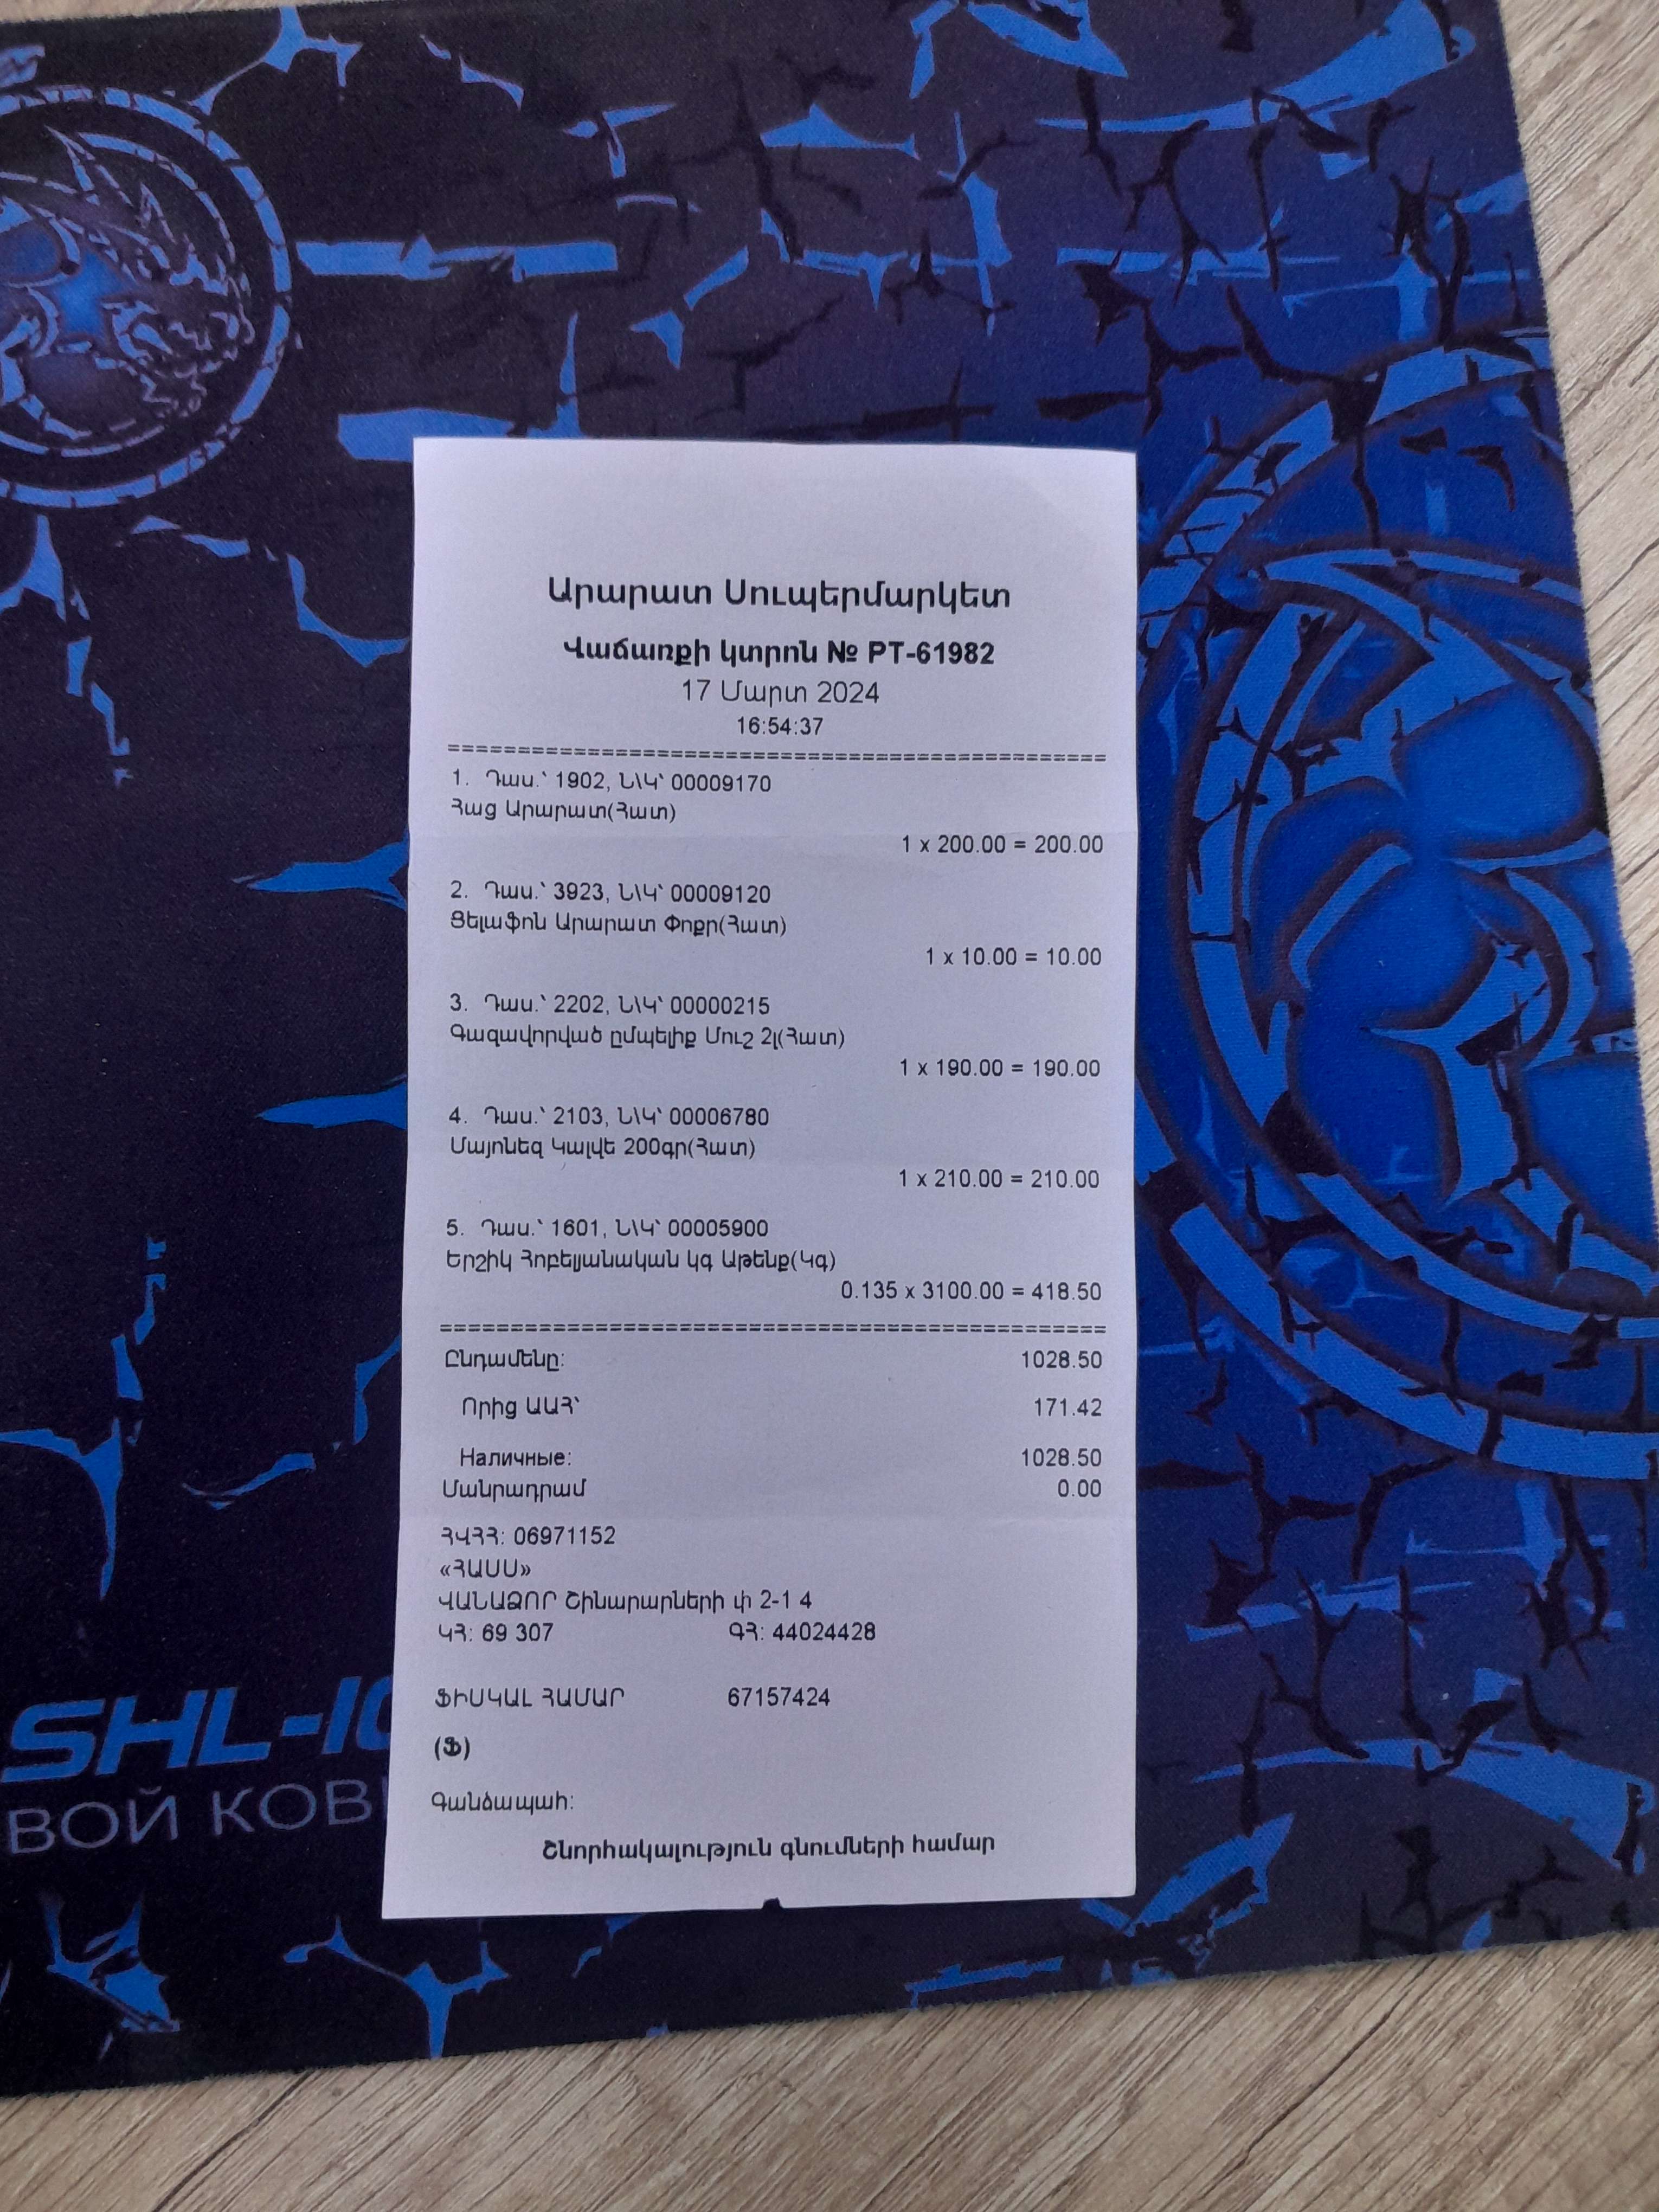 Արարատ Սուպերմարկետ
Վաճառքի կտրոն № PT-61982
17 Մարտ 2024
16:54:37
===============================================
1. Դաս.՝ 1902, Ն\Կ՝ 00009170
Հաց Արարատ(Հատ)
1 x 200.00 = 200.00
2. Դաս.՝ 3923, Ն\Կ՝ 00009120
Ցելաֆոն Արարատ Փոքր(Հատ)
1 x 10.00 = 10.00
3. Դաս.՝ 2202, Ն\Կ՝ 00000215
Գազավորված ըմպելիք Մուշ 2լ(Հատ)
1 x 190.00 = 190.00
4. Դաս.՝ 2103, Ն\Կ՝ 00006780
Մայոնեզ Կալվե 200գր(Հատ)
1 x 210.00 = 210.00
5. Դաս.՝ 1601, Ն\Կ՝ 00005900
Երշիկ Հոբելյանական կգ Աթենք(Կգ)
0.135 x 3100.00 = 418.50
===============================================
Ընդամենը: 1028.50
Որից ԱԱՀ՝ 171.42
Наличные: 1028.50
Մանրադրամ 0.00
ՀՎՀՀ: 06971152
«ՀԱՍՍ»
ՎԱՆԱՁՈՐ Շինարարների փ 2-1 4
ԿՀ: 69 307 ԳՀ: 44024428
ՖԻՍԿԱԼ ՀԱՄԱՐ 67157424
(Ֆ)
Գանձապահ:
Շնորհակալություն գնումների համար
SHL-10
ВОЙ КОВ